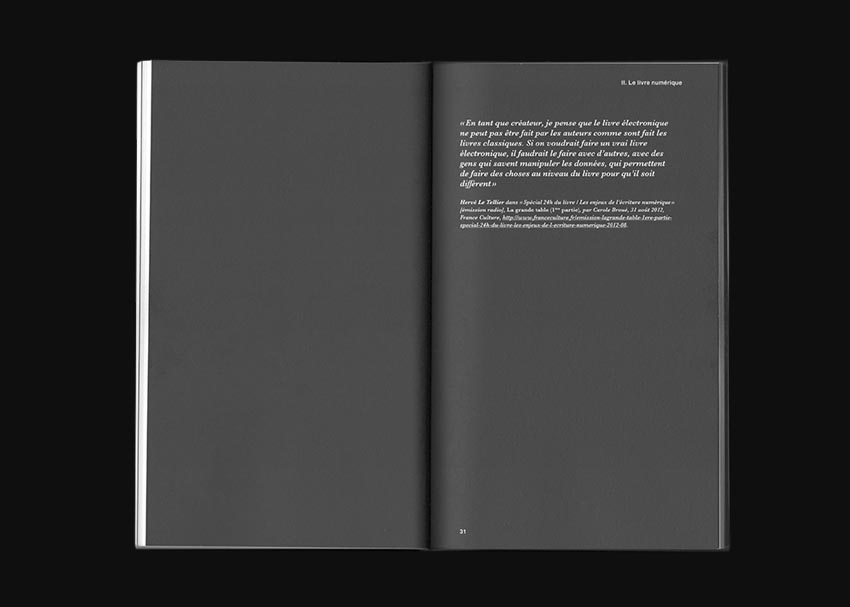 II. Le livre numérique
« En tant que créateur, je pense que le livre électronique
ne peut pas être fait par les auteurs comme sont fait les
livres classiques. Si on voudrait faire un vrai livre
électronique, il faudrait le faire avec d'autres, avec des
gens qui savent manipuler les données, qui permettent
de faire des choses au niveau du livre pour qu'il soit
différent »
Hervé Le Tellier dans « Spécial 24h du livre / Les enjeux de l'écriture numérique »
[émission radio], La grande table (1ère partie), par Carole Broué, 31 août 2012,
France Culture, http://www.franceculture.fr/emission-lagrande-table-1ere-partie-
special-24h-du-livre-les-enjeux-de-l-ecriture-numerique-2012-08.
31